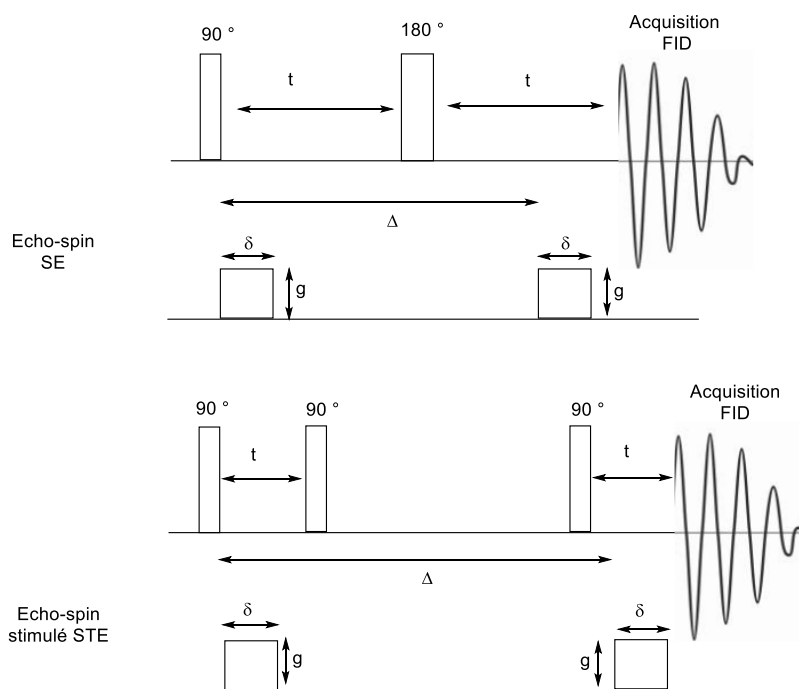 Acquisition
FID
90 °
180 °
t
t
Δ
Echo-spin
SE
δ
δ
g
g
Acquisition
FID
90 °
90 °
90 °
t
t
Δ
Echo-spin
stimulé STE
δ
δ
g
g